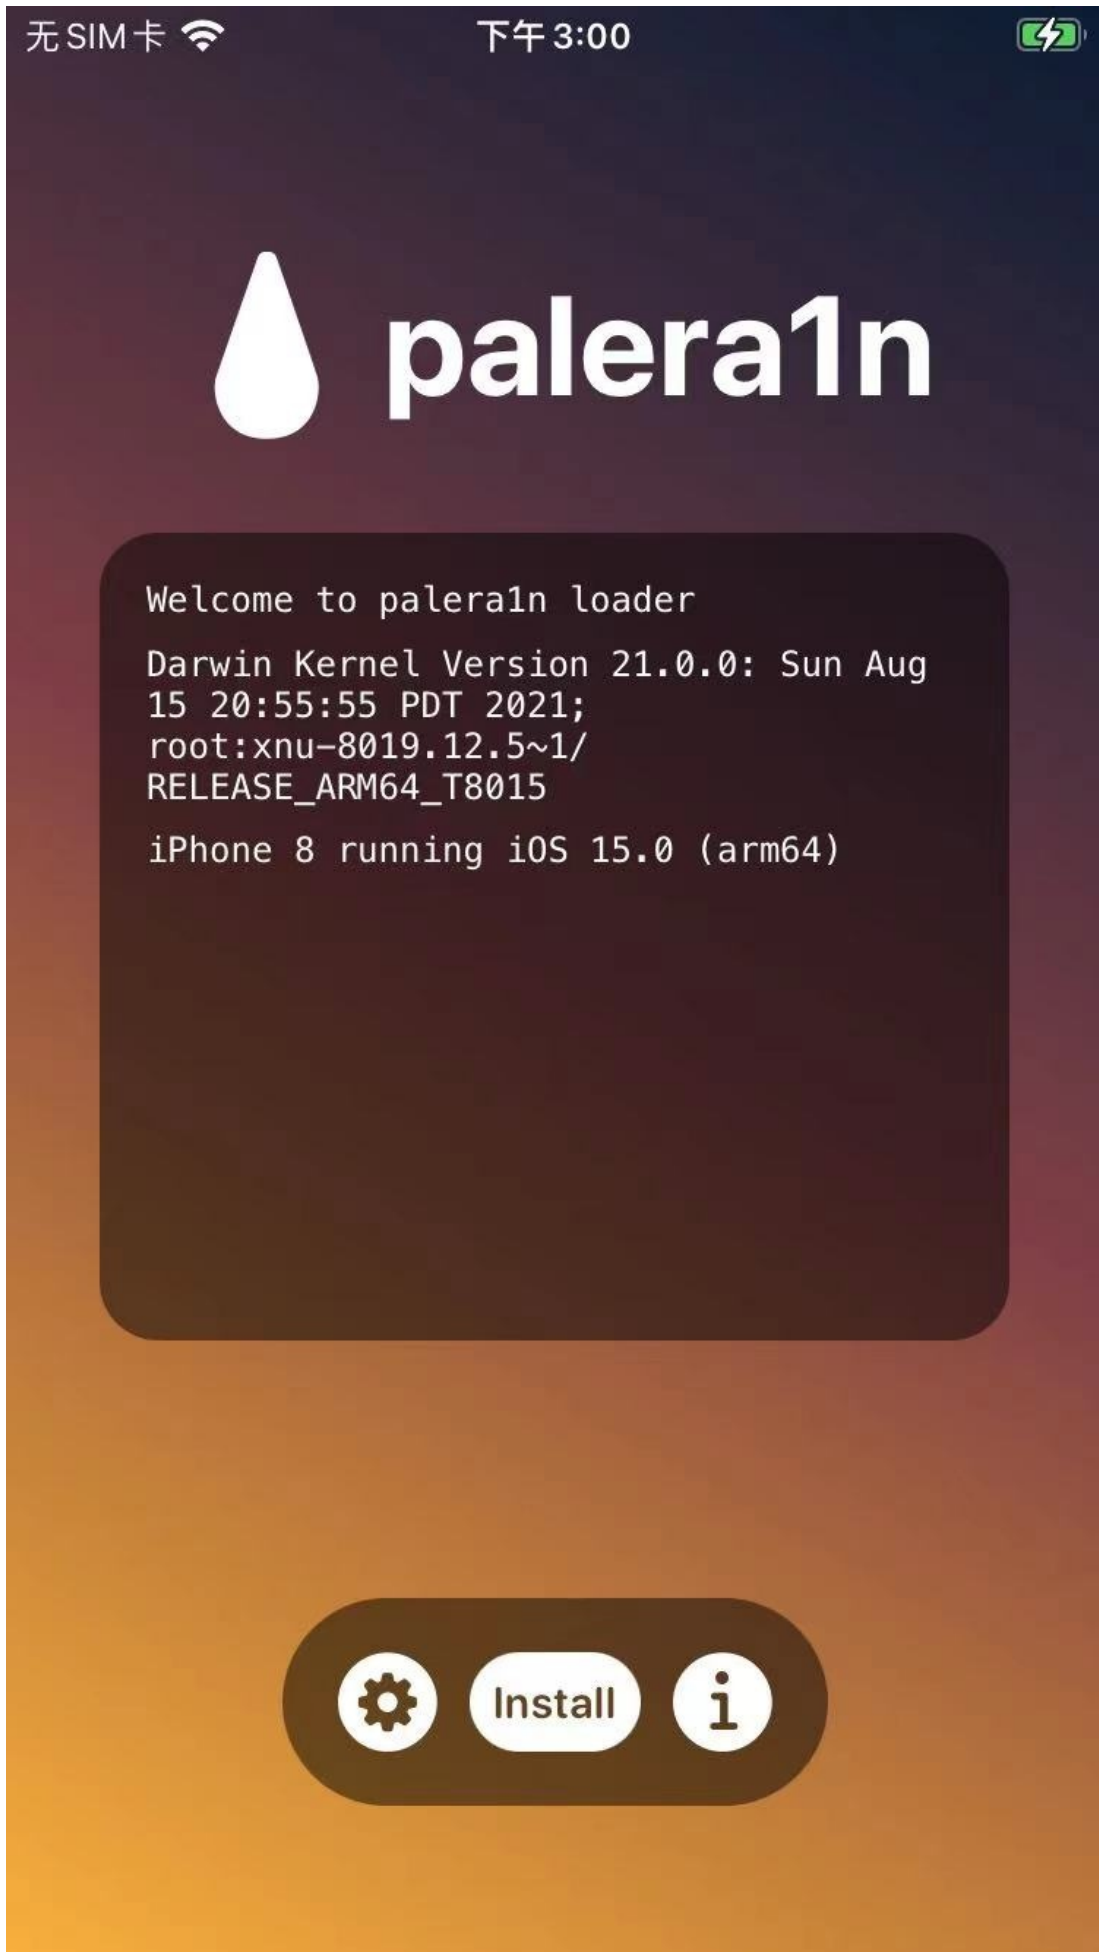 无SIM卡
下午3:00
palera1n
Welcome to palera1n loader
Darwin Kernel Version 21.0.0: Sun Aug
15 20:55:55 PDT 2021;
root:xnu-8019.12.5~1/
RELEASE_ARM64_T8015
iPhone 8 running iOS 15.0 (arm64)
Install